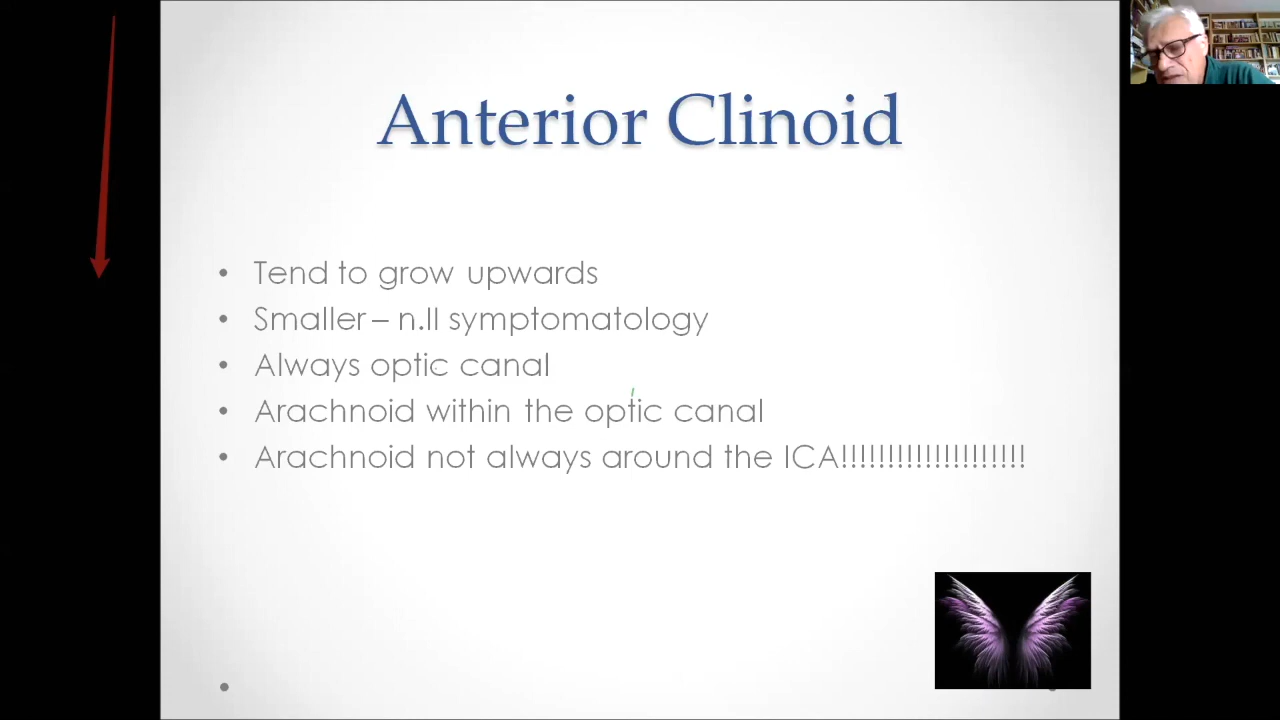 Anterior Clinoid
• Tend to grow upwards
• Smaller – n.II symptomatology
• Always optic canal
• Arachnoid within the optic canal
• Arachnoid not always around the ICA!!!!!!!!!!!!!!!!!!!!